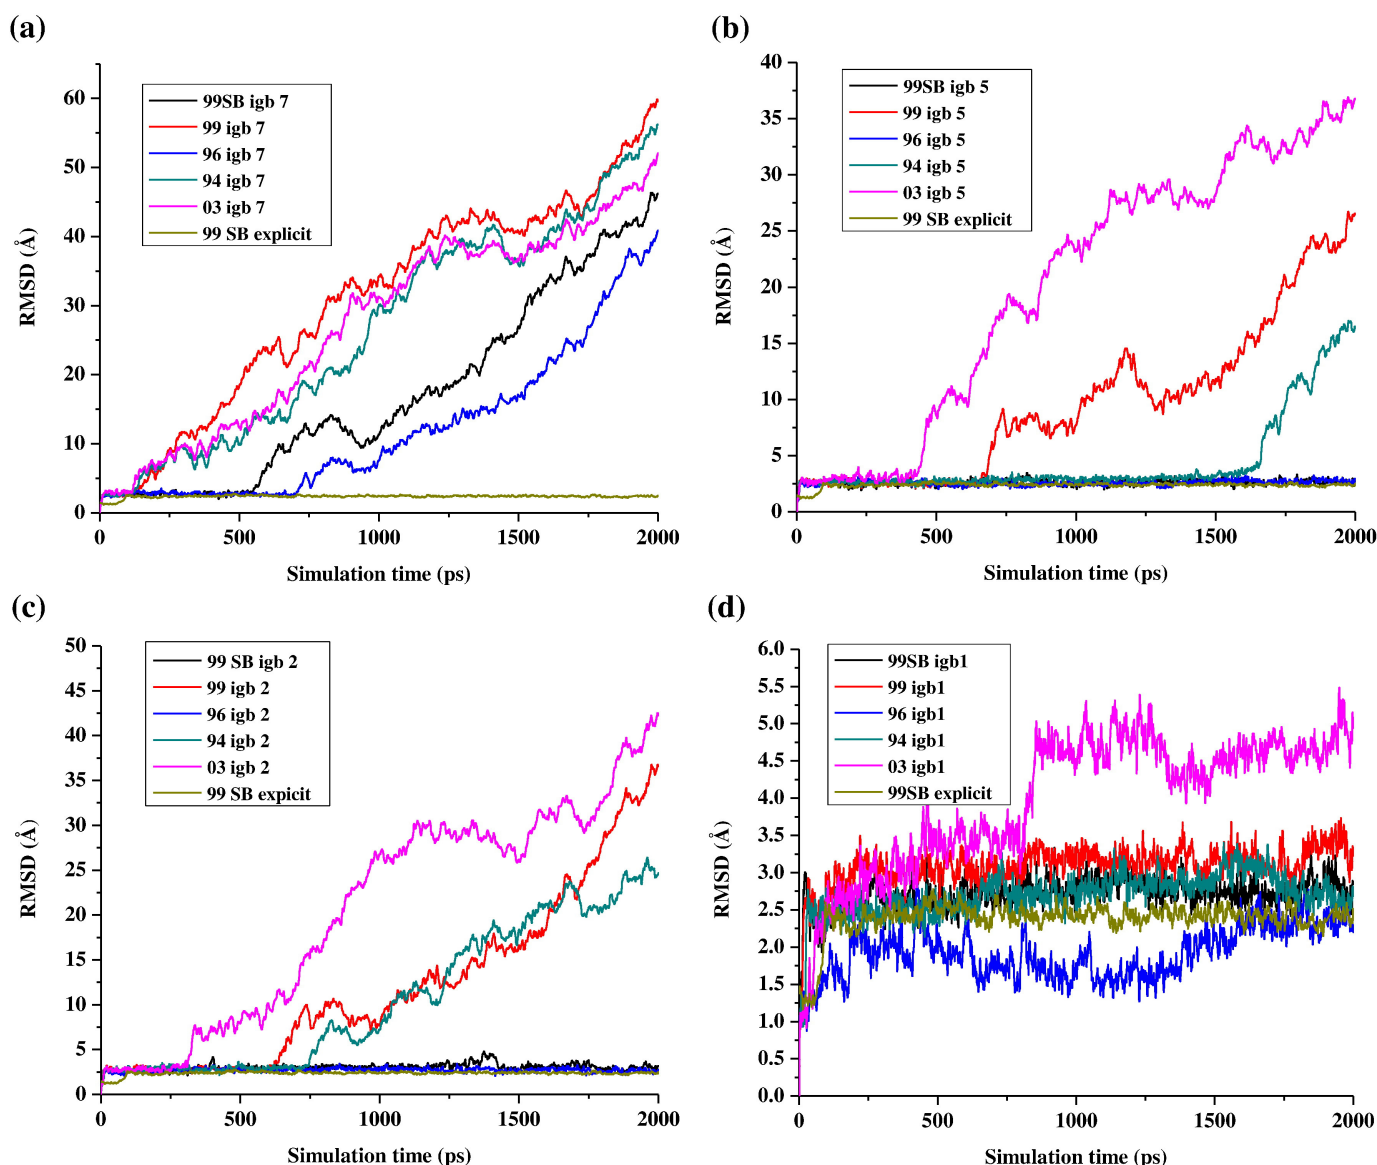 (a)
60
50
40
30
20
10
0
RMSD (Å)
99SB igb 7
99 igb 7
96 igb 7
94 igb 7
03 igb 7
99 SB explicit
0
500
1000
1500
2000
Simulation time (ps)
(b)
40
35
30
25
20
15
10
5
0
RMSD (Å)
99SB igb 5
99 igb 5
96 igb 5
94 igb 5
03 igb 5
99 SB explicit
0
500
1000
1500
2000
Simulation time (ps)
(c)
50
45
40
35
30
25
20
15
10
5
0
RMSD (Å)
99 SB igb 2
99 igb 2
96 igb 2
94 igb 2
03 igb 2
99 SB expicit
0
500
1000
1500
2000
Simulation time (ps)
(d)
6.0
5.5
5.0
4.5
4.0
3.5
3.0
2.5
2.0
1.5
1.0
0.5
0.0
RMSD (Å)
99SB igb1
99 igb1
96 igb1
94 igb1
03 igb1
99SB explicit
0
500
1000
1500
2000
Simulation time (ps)